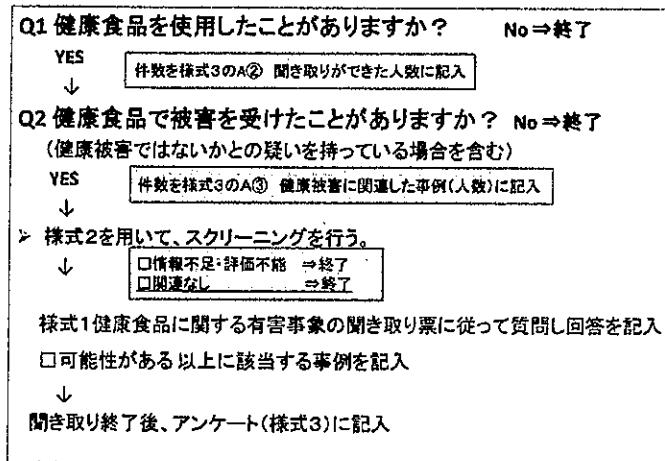 Q1 健康食品を使用したことがありますか？ No⇒終了
YES
件数を様式3のA② 聞き取りができた人数に記入
↓
Q2 健康食品で被害を受けたことがありますか？ No⇒終了
(健康被害ではないかとの疑いを持っている場合を含む)
YES
件数を様式3のA③ 健康被害に関連した事例(人数)に記入
↓
➢ 様式2を用いて、スクリーニングを行う。
↓
□情報不足・評価不能 ⇒終了
□関連なし ⇒終了
様式1健康食品に関する有害事象の聞き取り票に従って質問し回答を記入
□可能性がある以上に該当する事例を記入
↓
聞き取り終了後、アンケート(様式3)に記入